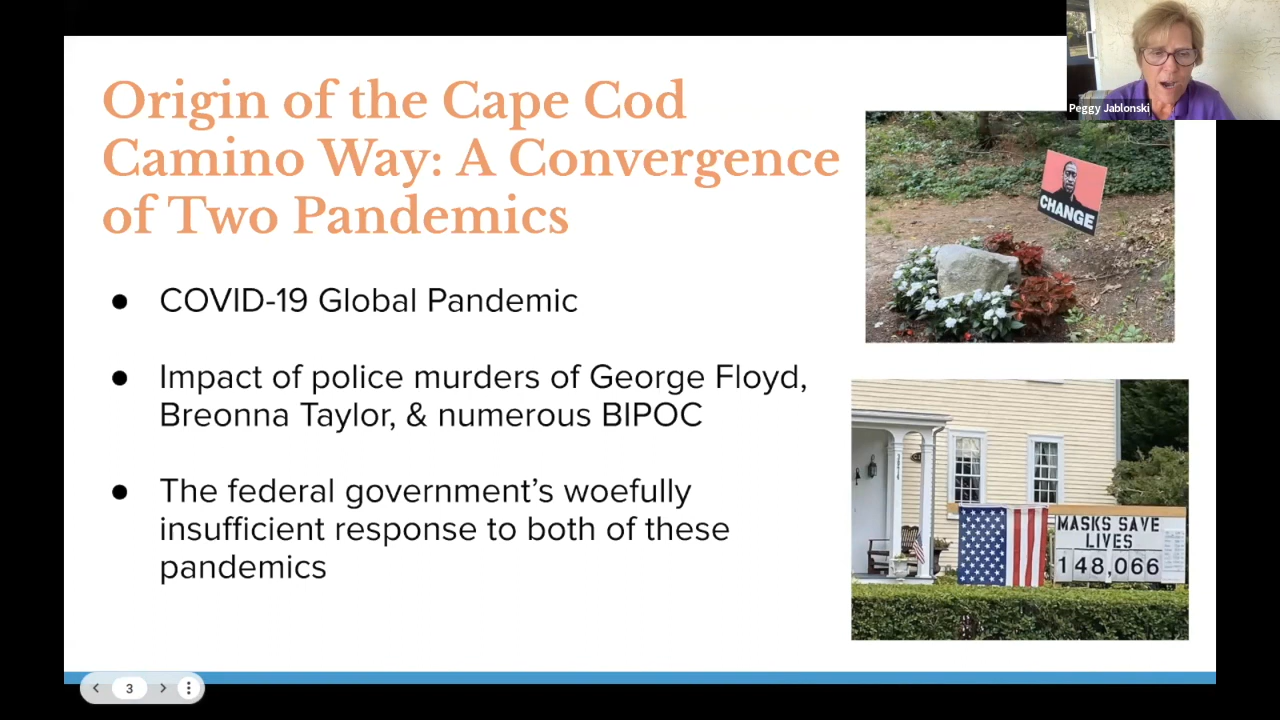 Origin of the Cape Cod
Camino Way: A Convergence
of Two Pandemics
● COVID-19 Global Pandemic
● Impact of police murders of George Floyd,
Breonna Taylor, & numerous BIPOC
● The federal government’s woefully
insufficient response to both of these
pandemics
Peggy Jablonski
CHANGE
MASKS SAVE
LIVES
148,066
3